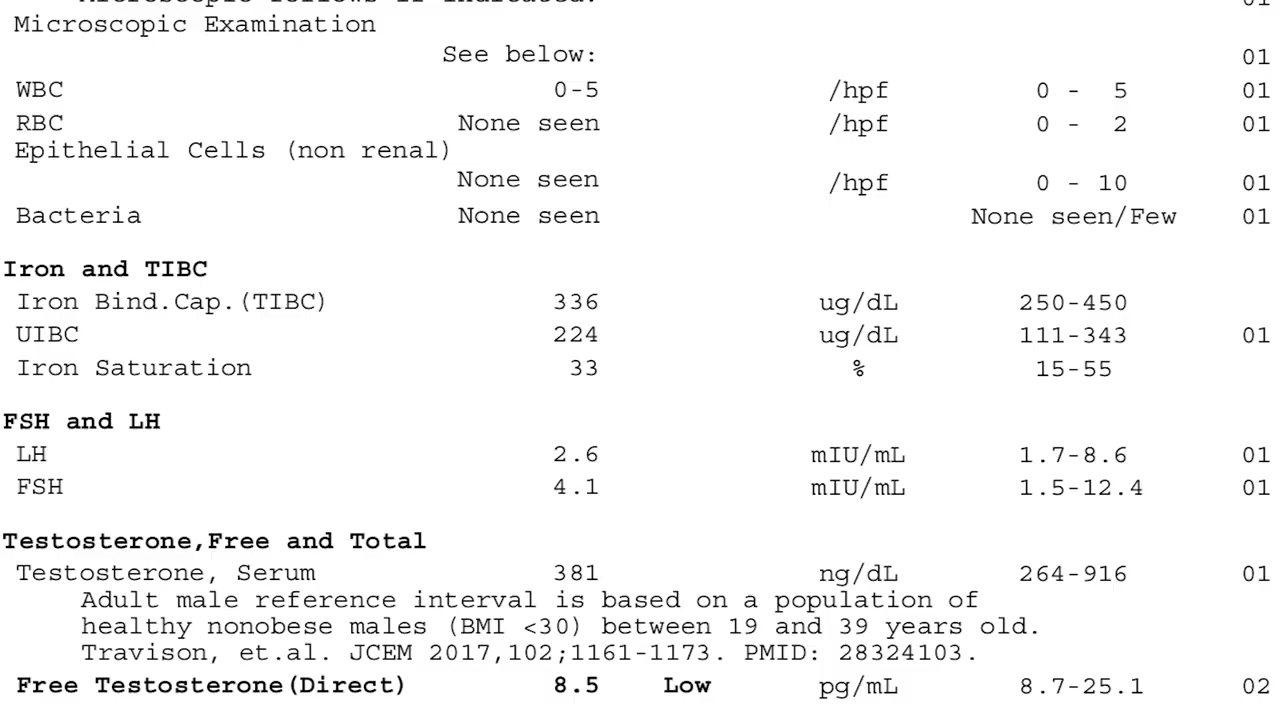 Microscopic follows if indicated. 01
Microscopic Examination
See below: 01
WBC 0-5 /hpf 0 - 5 01
RBC None seen /hpf 0 - 2 01
Epithelial Cells (non renal)
None seen /hpf 0 - 10 01
Bacteria None seen None seen/Few 01
Iron and TIBC
Iron Bind.Cap.(TIBC) 336 ug/dL 250-450
UIBC 224 ug/dL 111-343 01
Iron Saturation 33 % 15-55
FSH and LH
LH 2.6 mIU/mL 1.7-8.6 01
FSH 4.1 mIU/mL 1.5-12.4 01
Testosterone,Free and Total
Testosterone, Serum 381 ng/dL 264-916 01
Adult male reference interval is based on a population of
healthy nonobese males (BMI <30) between 19 and 39 years old.
Travison, et.al. JCEM 2017,102;1161-1173. PMID: 28324103.
Free Testosterone(Direct) 8.5 Low pg/mL 8.7-25.1 02